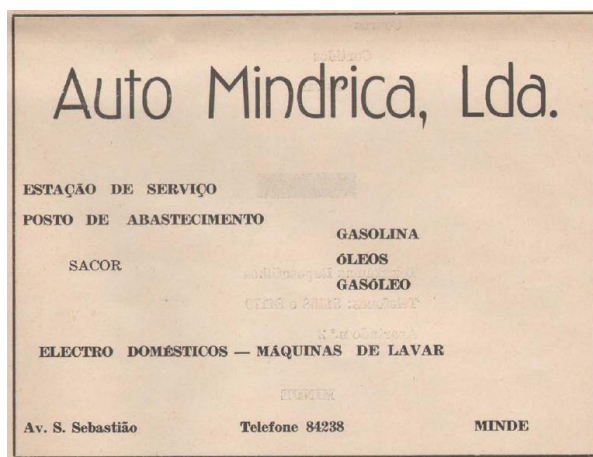 Auto Mindrica, Lda.
ESTAÇÃO DE SERVIÇO
POSTO DE ABASTECIMENTO
GASOLINA
SACOR
ÓLEOS
GASÓLEO
ELECTRO DOMÉSTICOS — MÁQUINAS DE LAVAR
Av. S. Sebastião Telefone 84238 MINDE